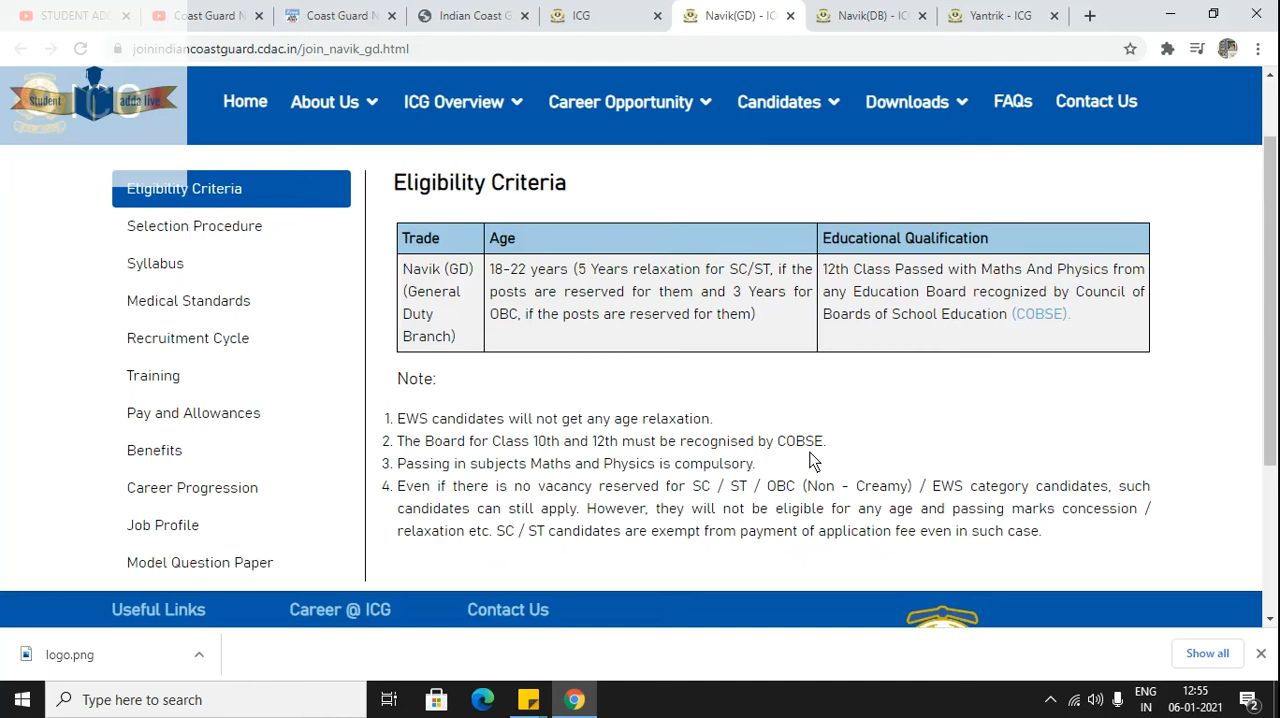 STUDENT AD
Coast Guard N
Coast Guard N
Indian Coast G
ICG
Navik(GD) - IC
Navik(DB) - IC
Yantrik - ICG
joinindiancoastguard.cdac.in/join_navik_gd.html
Student adda live
ICG
Home
About Us
ICG Overview
Career Opportunity
Candidates
Downloads
FAQs
Contact Us
Eligibility Criteria
Selection Procedure
Syllabus
Medical Standards
Recruitment Cycle
Training
Pay and Allowances
Benefits
Career Progression
Job Profile
Model Question Paper
Eligibility Criteria
Trade
Age
Educational Qualification
Navik (GD)
(General
Duty
Branch)
18-22 years (5 Years relaxation for SC/ST, if the
posts are reserved for them and 3 Years for
OBC, if the posts are reserved for them)
12th Class Passed with Maths And Physics from
any Education Board recognized by Council of
Boards of School Education (COBSE).
Note:
1. EWS candidates will not get any age relaxation.
2. The Board for Class 10th and 12th must be recognised by COBSE.
3. Passing in subjects Maths and Physics is compulsory.
4. Even if there is no vacancy reserved for SC / ST / OBC (Non - Creamy) / EWS category candidates, such
candidates can still apply. However, they will not be eligible for any age and passing marks concession /
relaxation etc. SC / ST candidates are exempt from payment of application fee even in such case.
Useful Links
Career @ ICG
Contact Us
logo.png
Show all
Type here to search
ENG
IN
12:55
06-01-2021
2